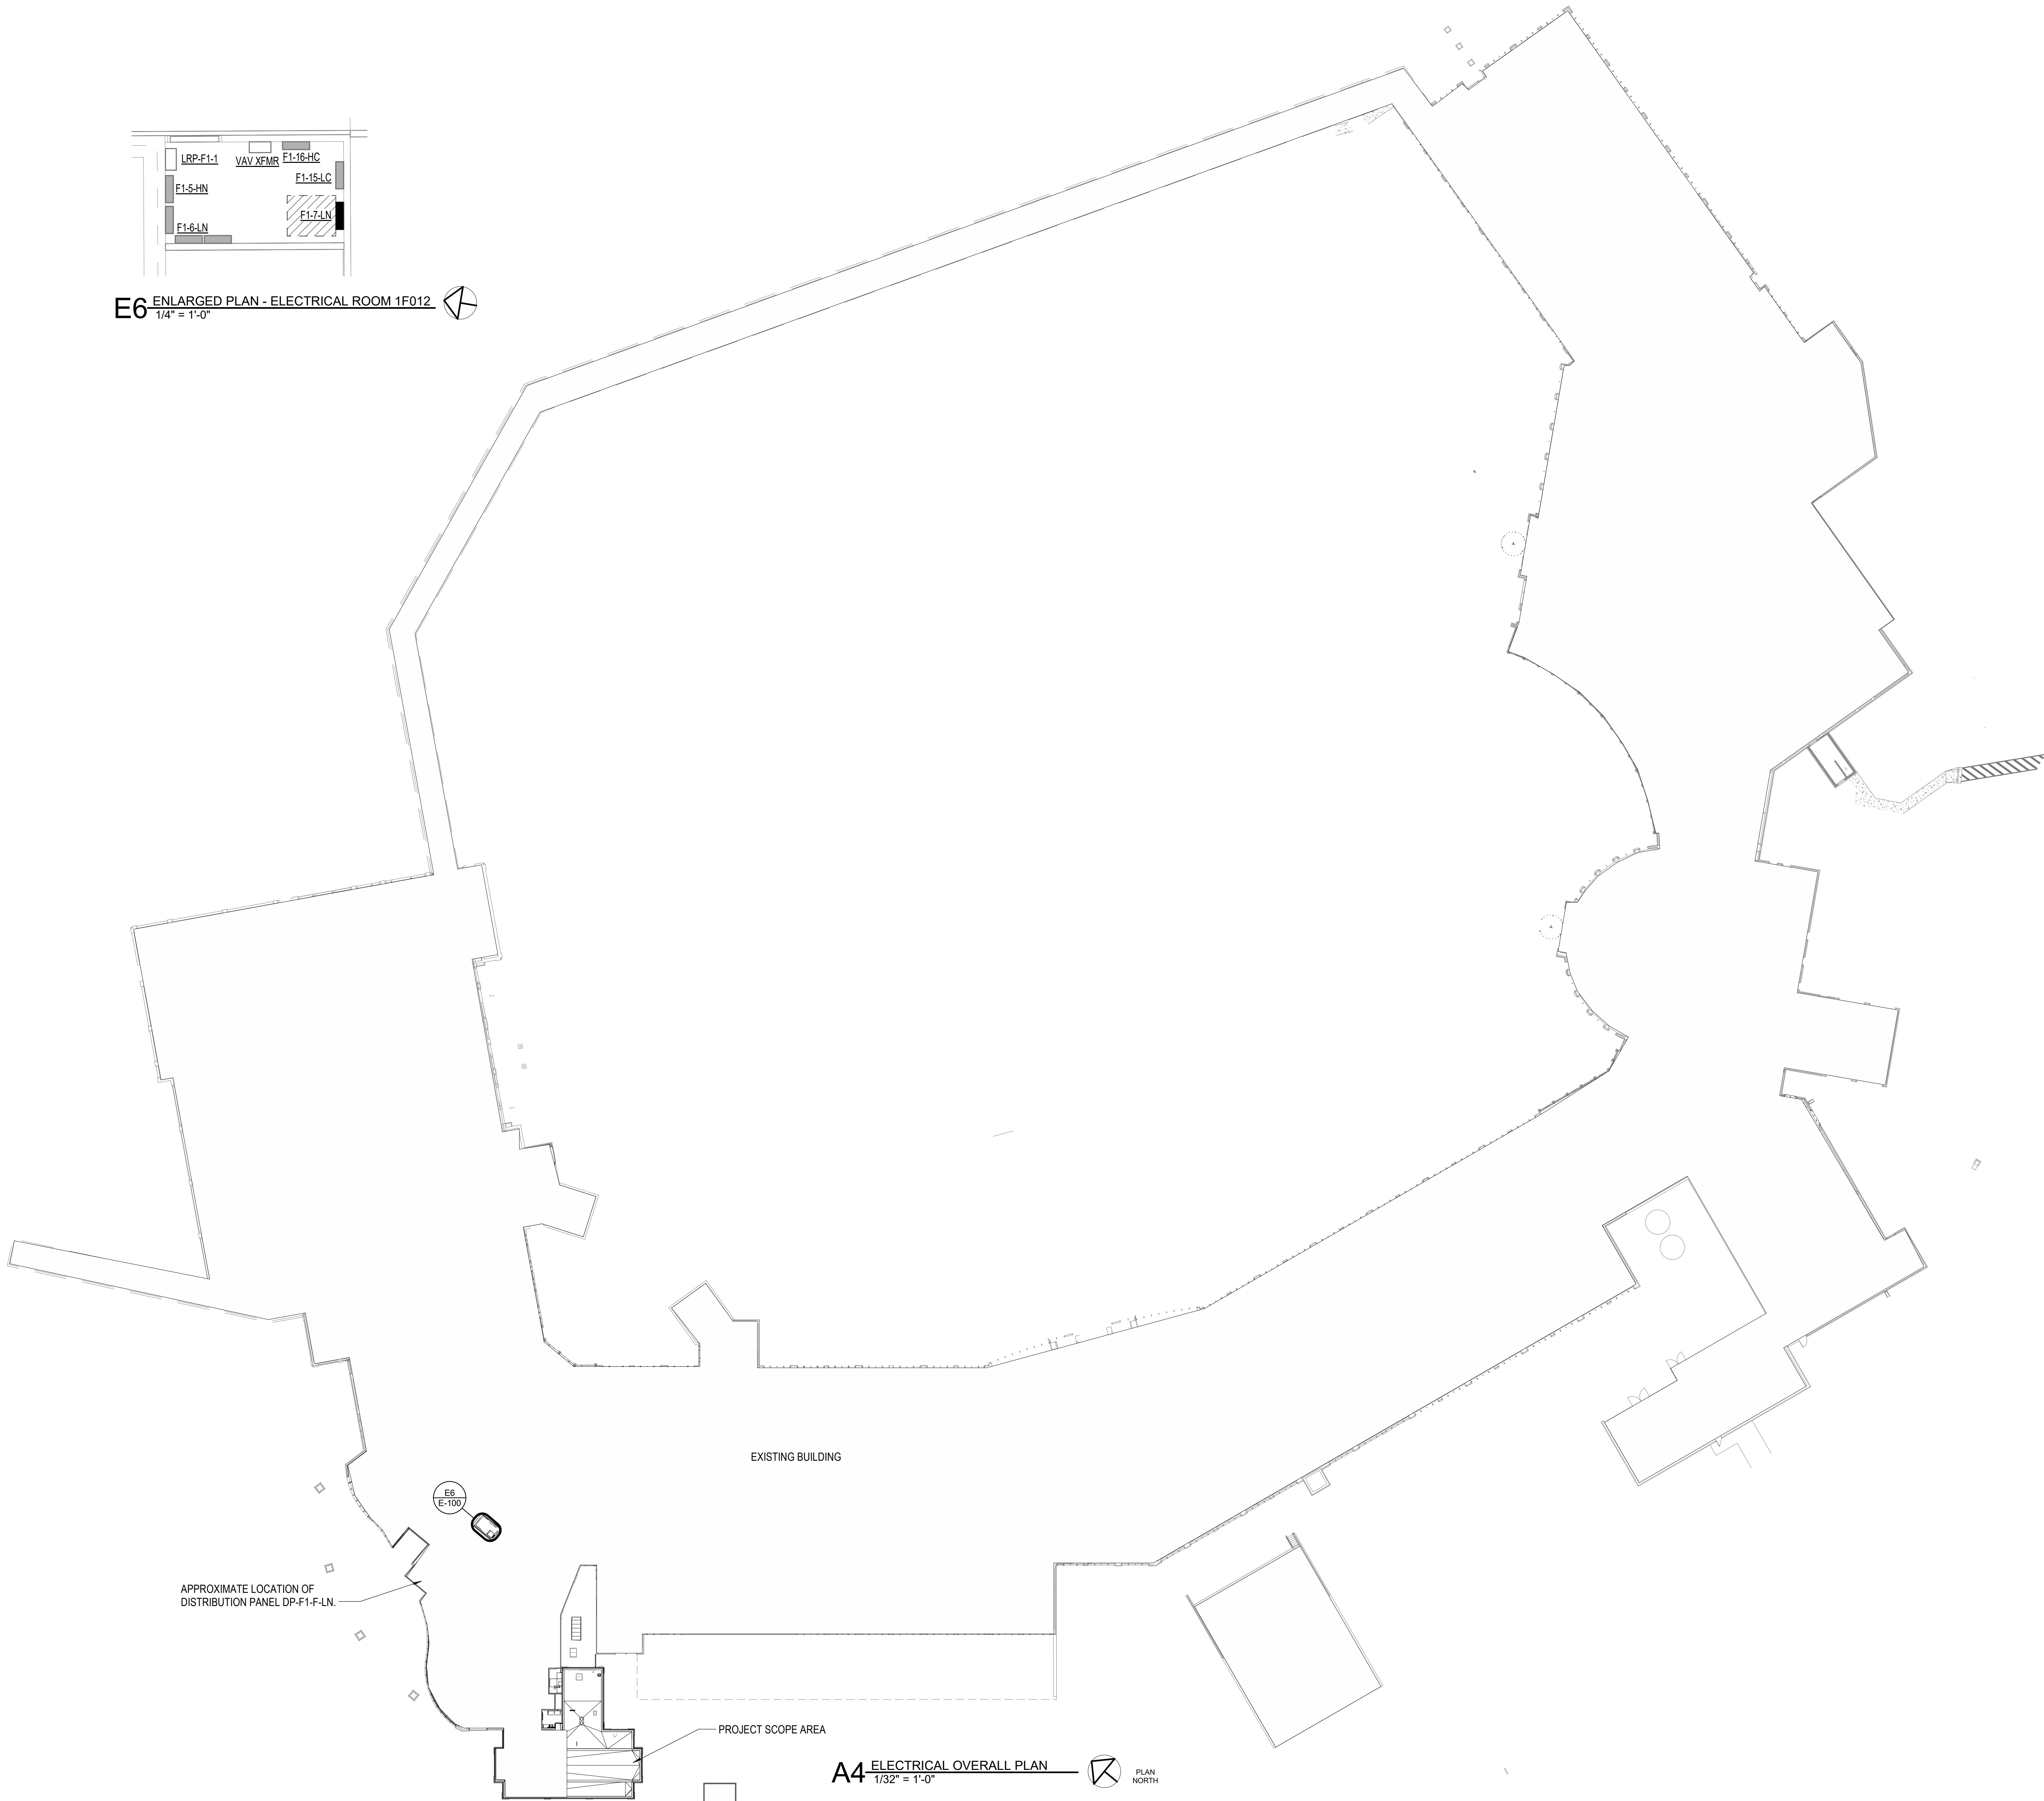 LRP-F1-1
VAV XFMR
F1-16-HC
F1-15-LC
F1-5-HN
F1-7-LN
F1-6-LN
E6 ENLARGED PLAN - ELECTRICAL ROOM 1F012
1/4" = 1'-0"
EXISTING BUILDING
E6
E-100
APPROXIMATE LOCATION OF
DISTRIBUTION PANEL DP-F1-F-LN.
PROJECT SCOPE AREA
A4 ELECTRICAL OVERALL PLAN
1/32" = 1'-0"
PLAN
NORTH